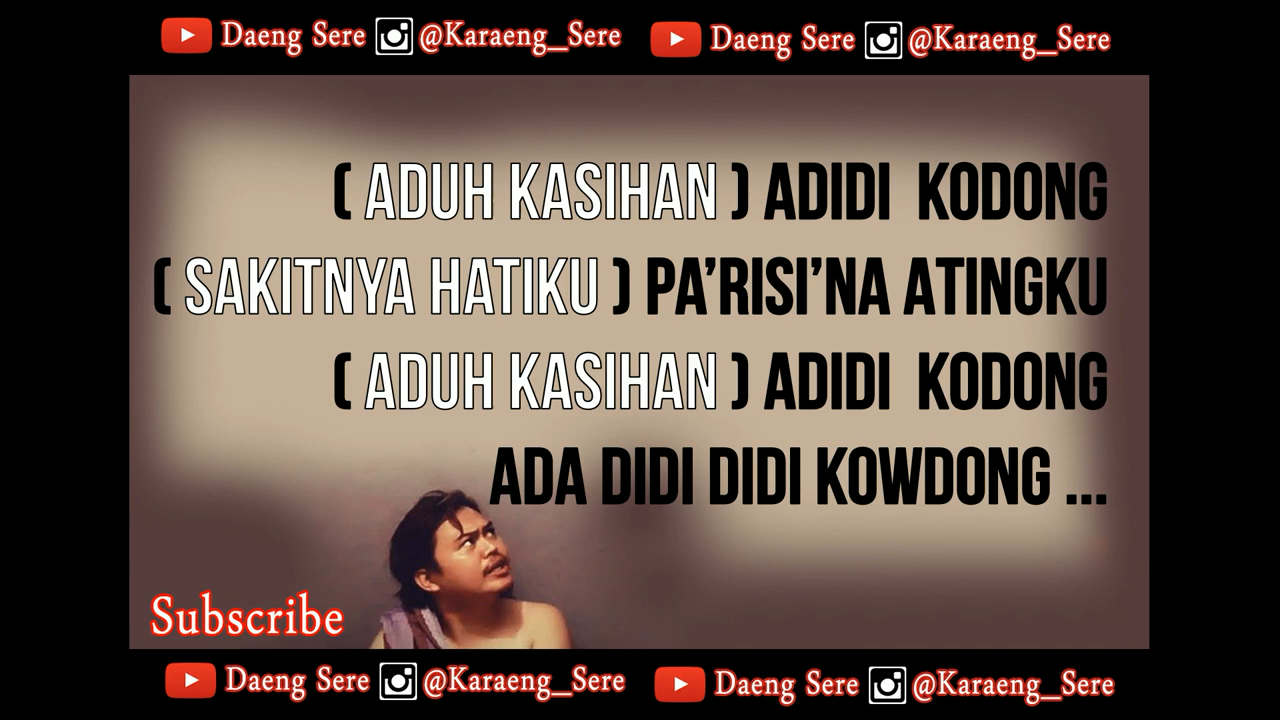 Daeng Sere @Karaeng_Sere Daeng Sere @Karaeng_Sere
( ADUH KASIHAN ) ADIDI KODONG
( SAKITNYA HATIKU ) PA'RISI'NA ATINGKU
( ADUH KASIHAN ) ADIDI KODONG
ADA DIDI DIDI KOWDONG ...
Subscribe
Daeng Sere @Karaeng_Sere Daeng Sere @Karaeng_Sere